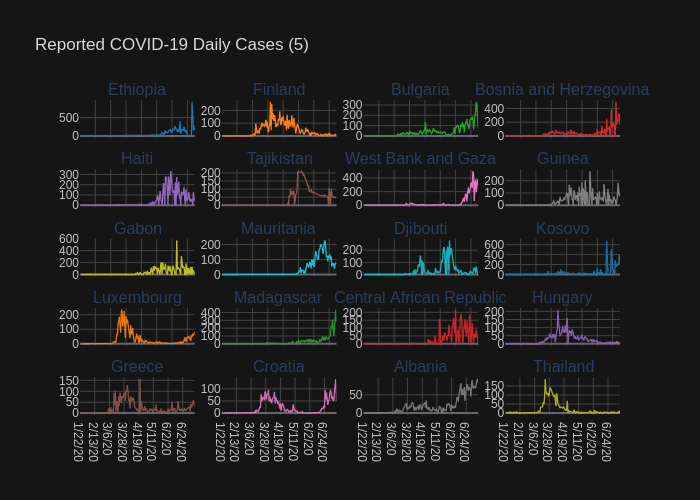 Reported COVID-19 Daily Cases (5)
Ethiopia Finland Bulgaria Bosnia and Herzegovina
500 0 200 100 0 300 200 100 0 400 200 0
Haiti Tajikistan West Bank and Gaza Guinea
300 200 100 0 200 150 100 50 0 400 200 0 200 0
Gabon Mauritania Djibouti Kosovo
600 400 200 0 200 0 200 100 0 600 400 200 0
Luxembourg Madagascar Central African Republic Hungary
200 100 0 400 300 200 100 0 200 150 100 50 0 200 150 100 50 0
Greece Croatia Albania Thailand
150 100 50 0 100 50 0 50 0 150 100 50 0
1/22/20 2/13/20 3/6/20 3/28/20 4/19/20 5/11/20 6/2/20 6/24/20 1/22/20 2/13/20 3/6/20 3/28/20 4/19/20 5/11/20 6/2/20 6/24/20 1/22/20 2/13/20 3/6/20 3/28/20 4/19/20 5/11/20 6/2/20 6/24/20 1/22/20 2/13/20 3/6/20 3/28/20 4/19/20 5/11/20 6/2/20 6/24/20